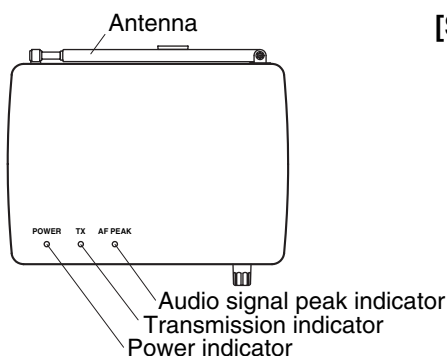 Antenna
[S
POWER TX AF PEAK
Audio signal peak indicator
Transmission indicator
Power indicator